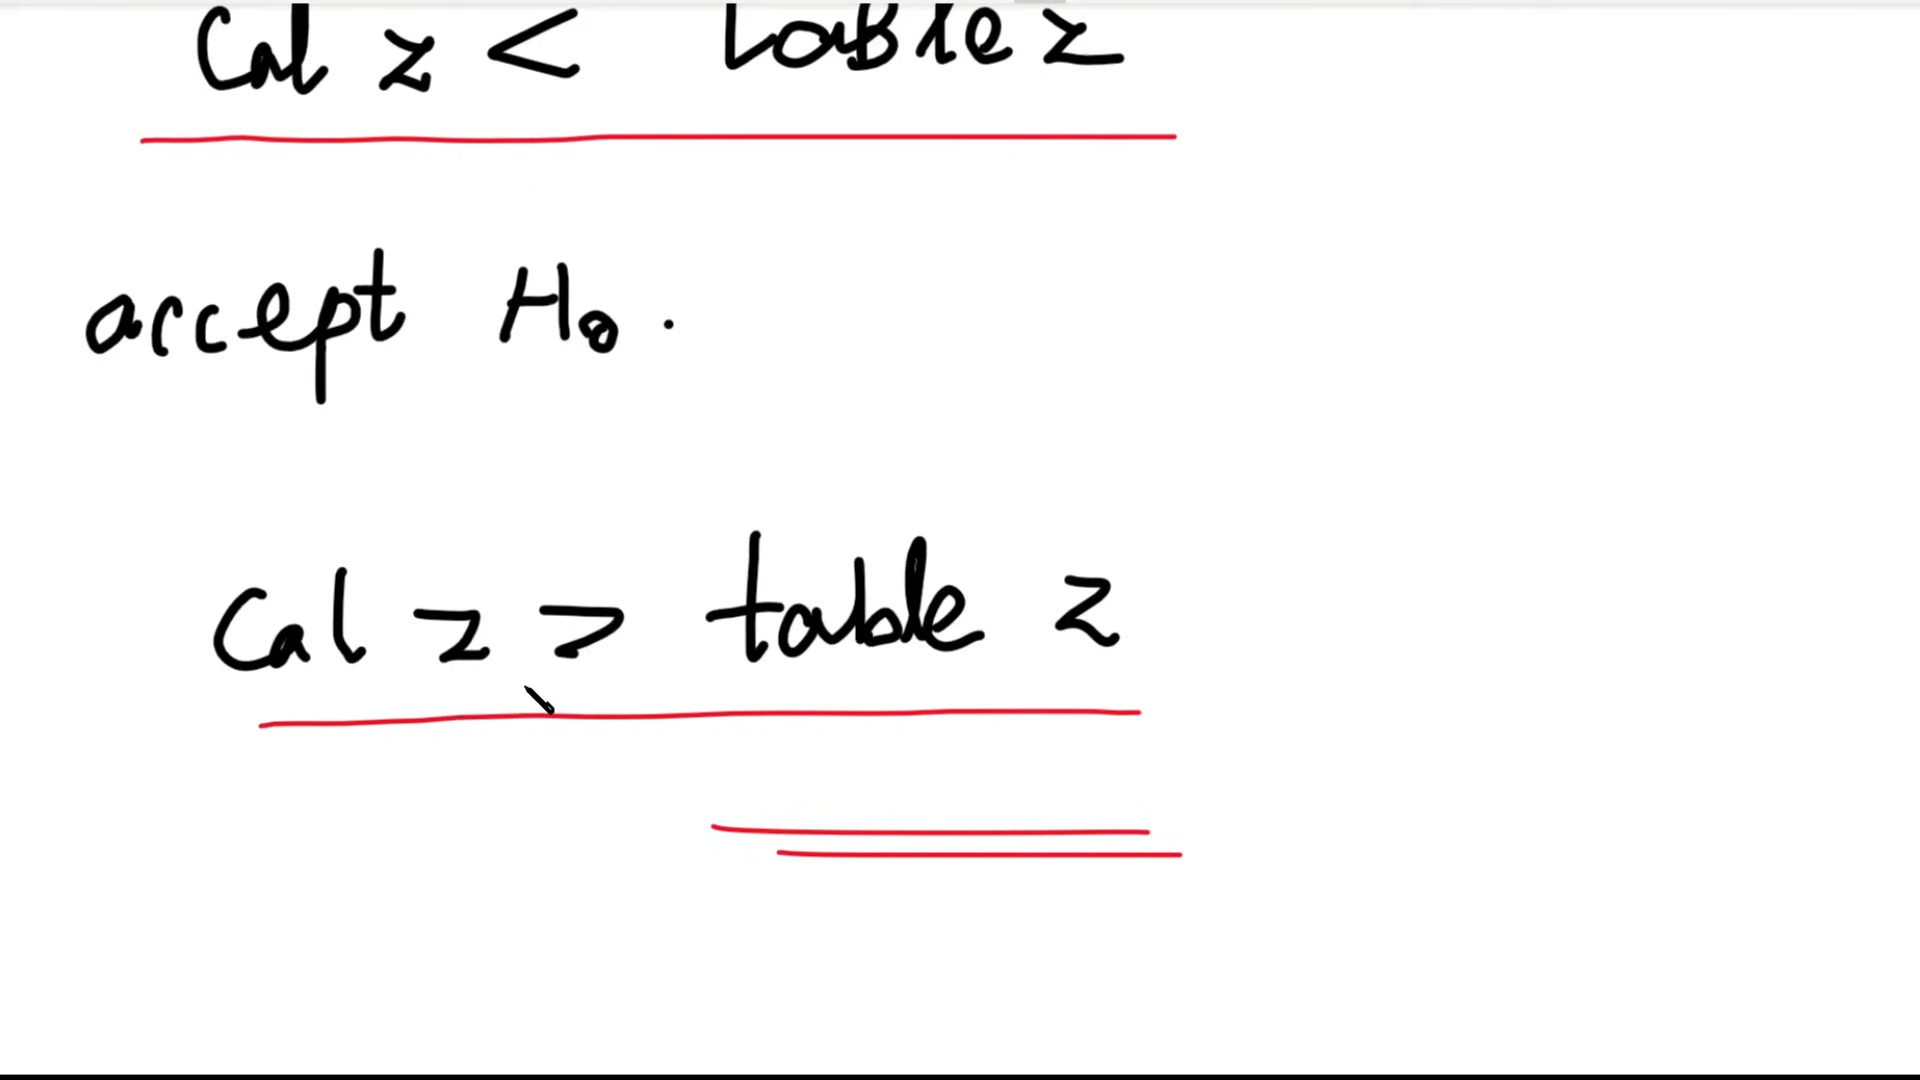 Cal z < table z
accept H₀.
Cal z > table z